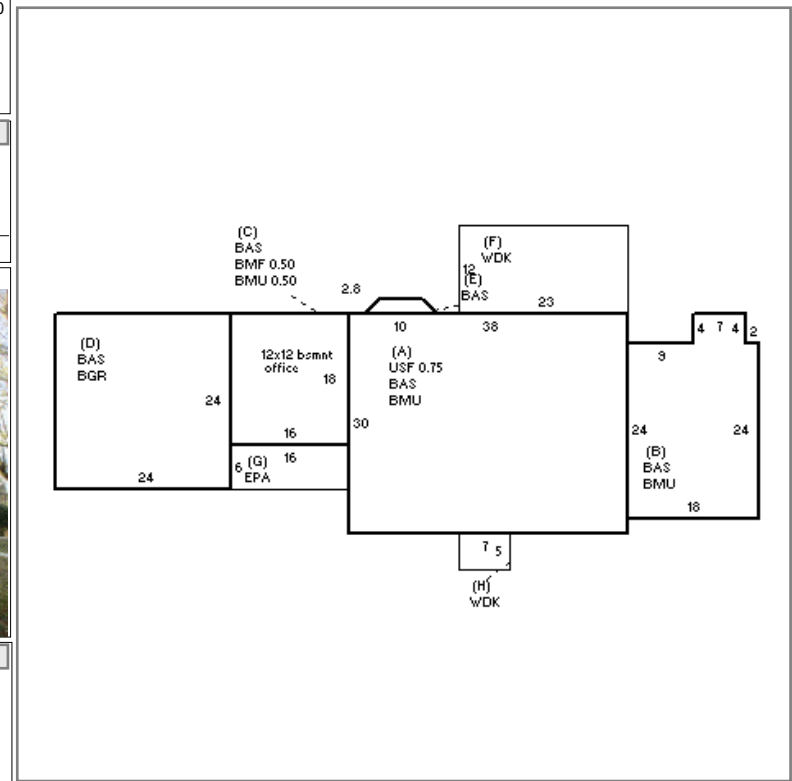 0
(C)
BAS
BMF 0.50
BMU 0.50
2.8
(F)
WDK
12
(E)
BAS
23
10
38
4 7 4 2
(D)
BAS
BGR
12x12 bsmnt
office
18
(A)
USF 0.75
BAS
BMU
9
24
30
16
24
24
(B)
BAS
BMU
6
(G)
EPA
16
24
18
7 5
(H)
WDK